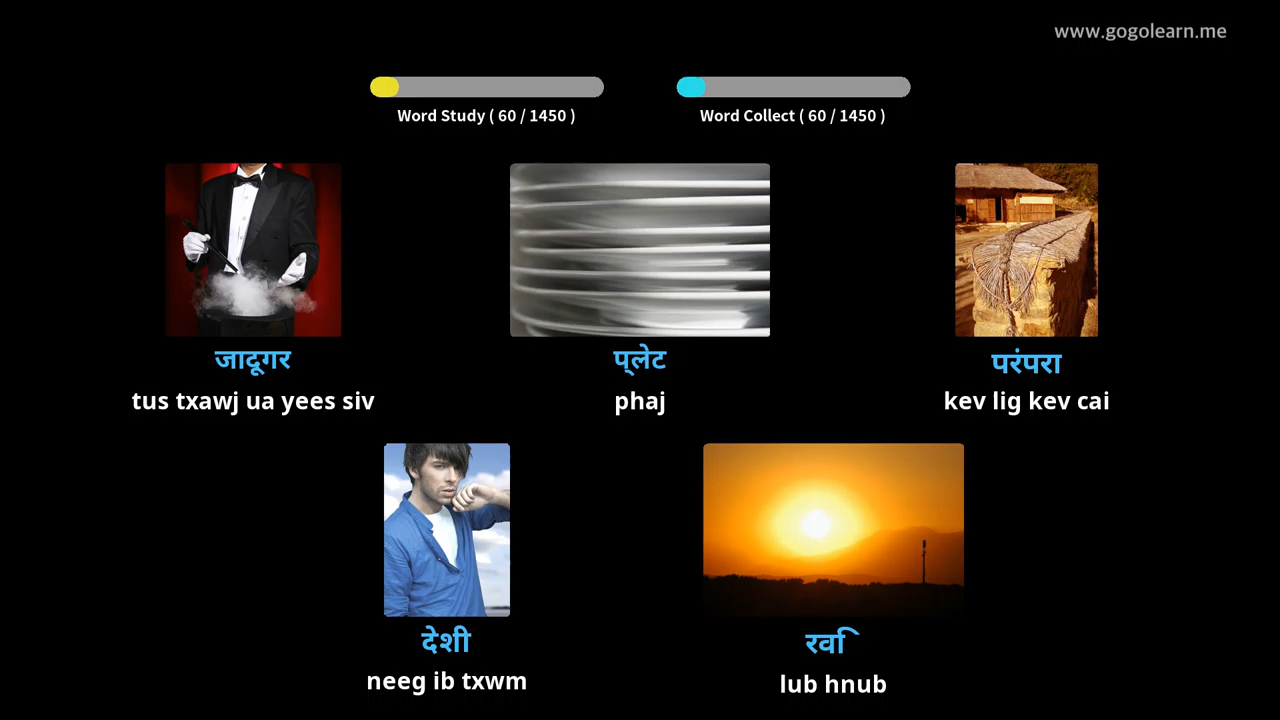 www.gogolearn.me
Word Study ( 60 / 1450 )
Word Collect ( 60 / 1450 )
जादूगर
प्लेट
परंपरा
tus txawj ua yees siv
phaj
kev lig kev cai
देशी
रवि
neeg ib txwm
lub hnub